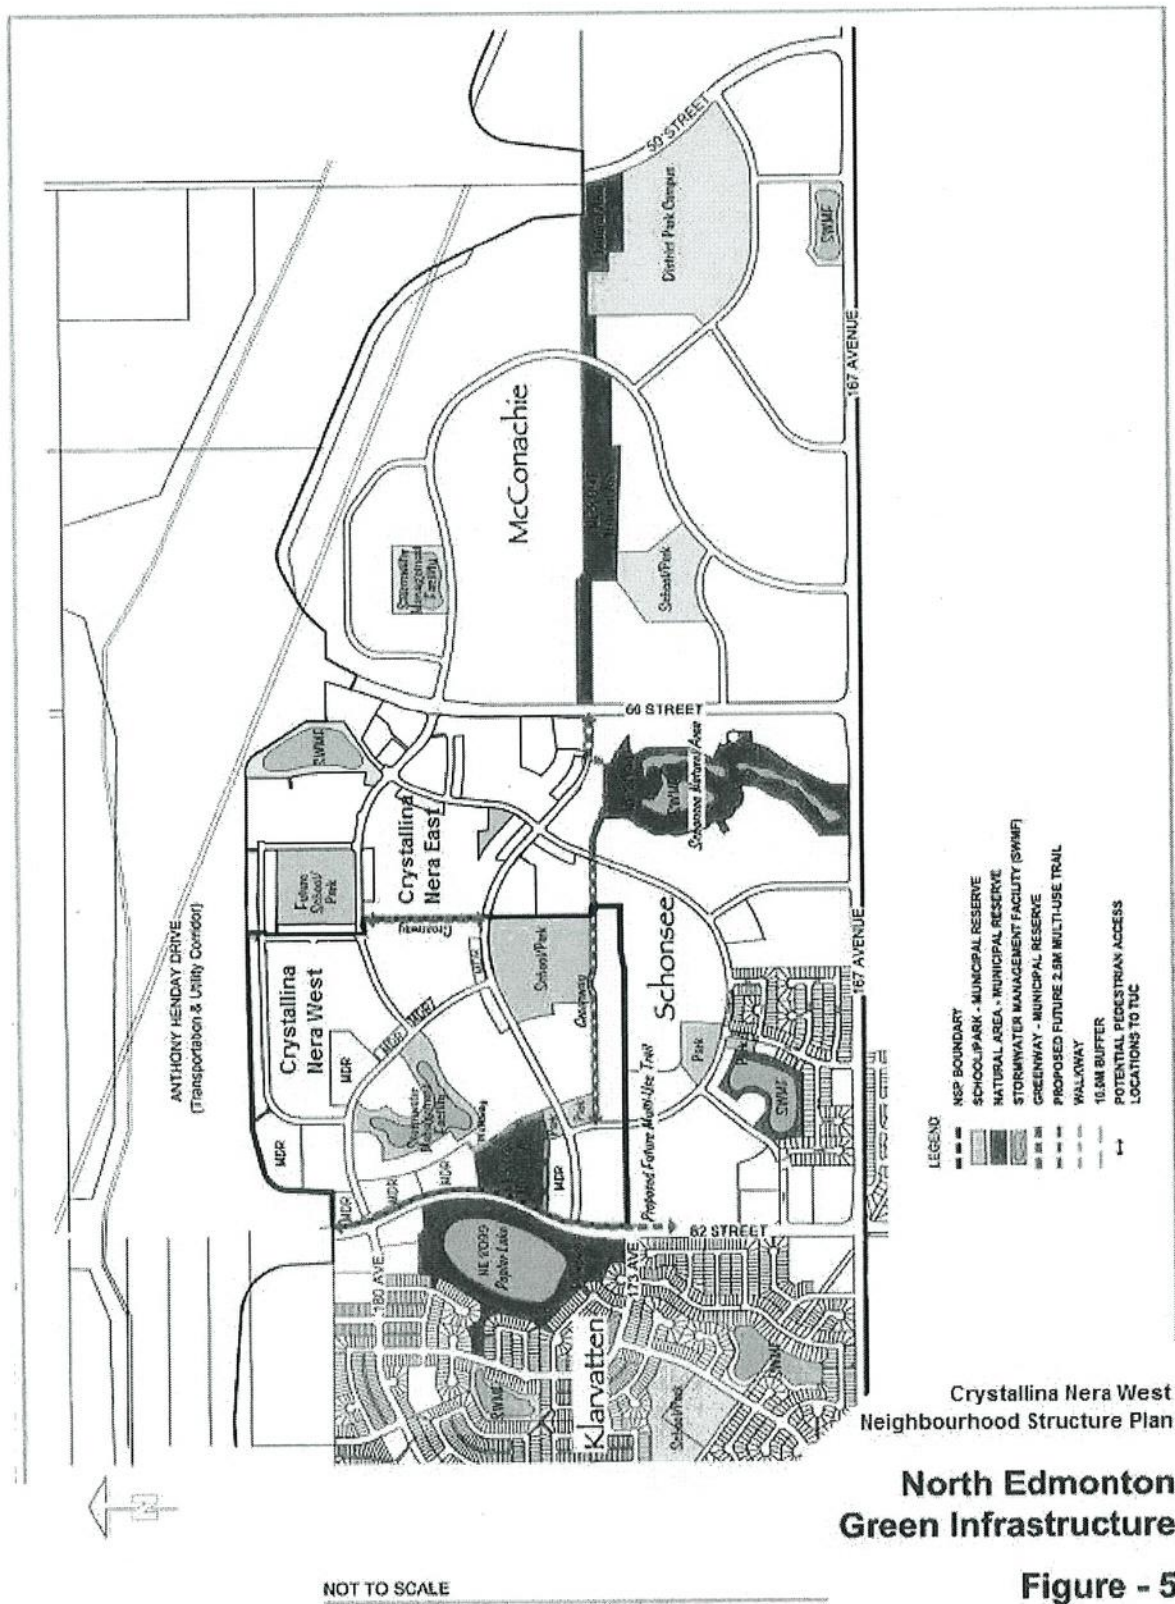 ANTHONY HENDAY DRIVE
(Transportation & Utility Corridor)
50 STREET
District Park Campus
SWMF
167 AVENUE
McConachie
Stormwater
Management
Facility
School/Park
66 STREET
SWMF
SWMF
Schonsee Natural Area
Crystallina
Nera East
Future
School/
Park
Greenway
Crystallina
Nera West
MDR
MDR
MDR
MDR
School/Park
Greenway
Schonsee
167 AVENUE
Stormwater
Management
Facility
Park
Park
SWMF
Park
MDR
MDR
MDR
MDR
MDR
Proposed Future Multi-Use Trail
82 STREET
180 AVE
NE 8099
Poplar Lake
173 AVE
Klarvatten
SWMF
SWMF
School/Park
LEGEND
NSP BOUNDARY
SCHOOL/PARK - MUNICIPAL RESERVE
NATURAL AREA - MUNICIPAL RESERVE
STORMWATER MANAGEMENT FACILITY (SWMF)
GREENWAY - MUNICIPAL RESERVE
PROPOSED FUTURE 2.5M MULTI-USE TRAIL
WALKWAY
10.0M BUFFER
POTENTIAL PEDESTRIAN ACCESS
LOCATIONS TO TUC
N
Crystallina Nera West
Neighbourhood Structure Plan
North Edmonton
Green Infrastructure
Figure - 5
NOT TO SCALE